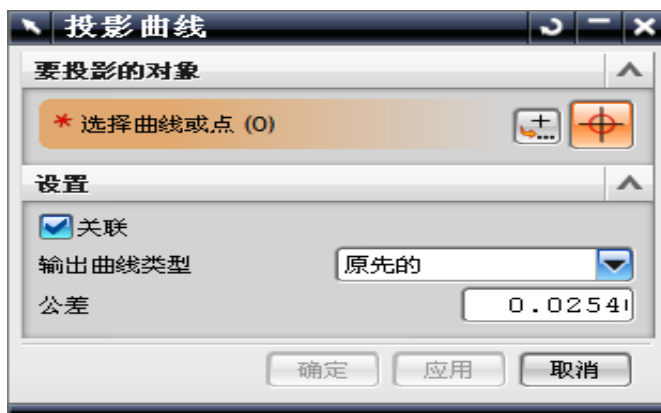 投影曲线
要投影的对象
* 选择曲线或点 (0)
设置
关联
输出曲线类型 原先的
公差 0.0254
确定 应用 取消